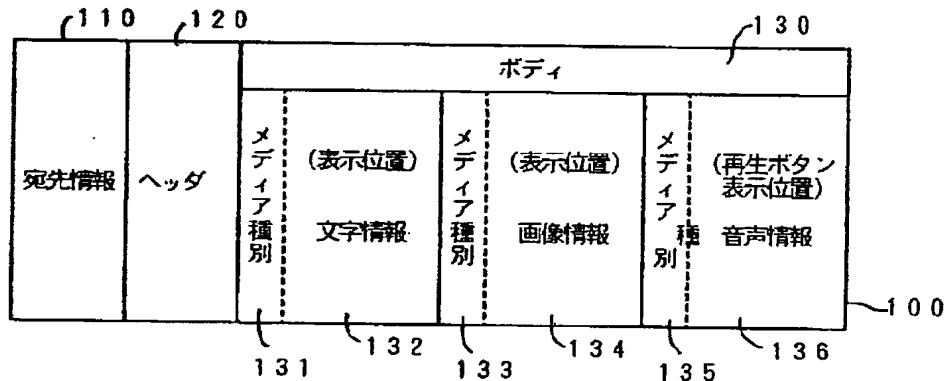 110
120
130
ボディ
宛先情報
ヘッダ
メディア種別
(表示位置)
文字情報
メディア種別
(表示位置)
画像情報
メディア種別
(再生ボタン
表示位置)
音声情報
100
131
132
133
134
135
136